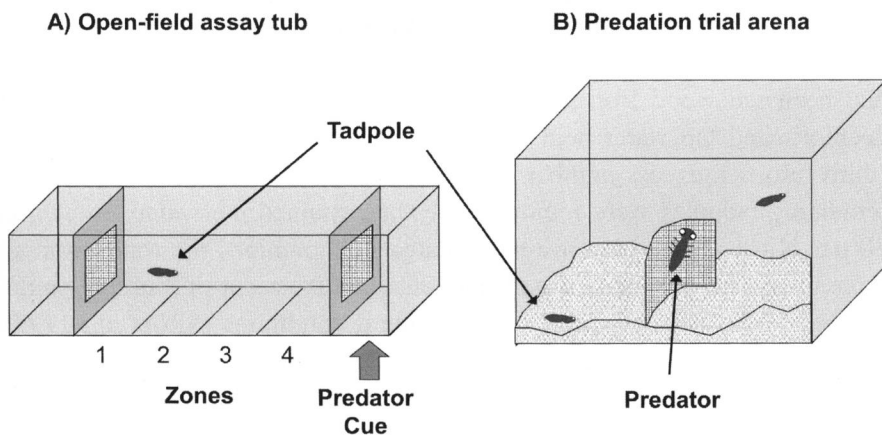 A) Open-field assay tub
B) Predation trial arena
Tadpole
1 2 3 4
Zones
Predator
Cue
Predator